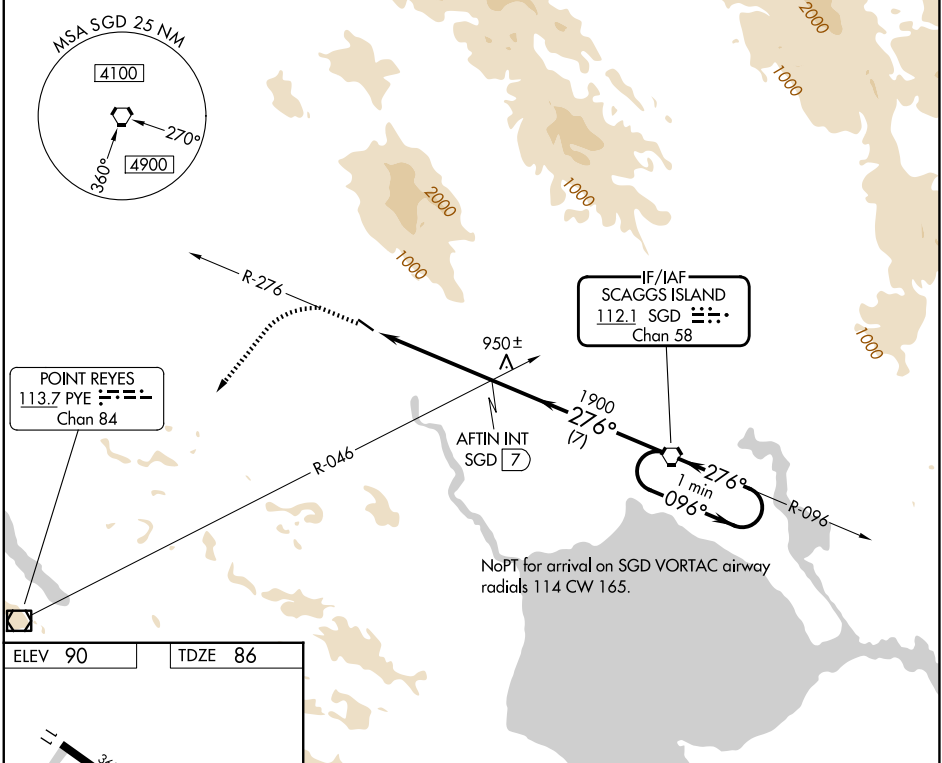 MSA SGD 25 NM
4100
270°
360°
4900
2000
1000
1000
2000
1000
2000
1000
1000
R-276
IF/IAF
SCAGGS ISLAND
112.1 SGD
Chan 58
950±
POINT REYES
113.7 PYE
Chan 84
1900
276°
(7)
AFTIN INT
SGD 7
R-046
276°
1 min
096°
R-096
NoPT for arrival on SGD VORTAC airway
radials 114 CW 165.
ELEV 90
TDZE 86
11